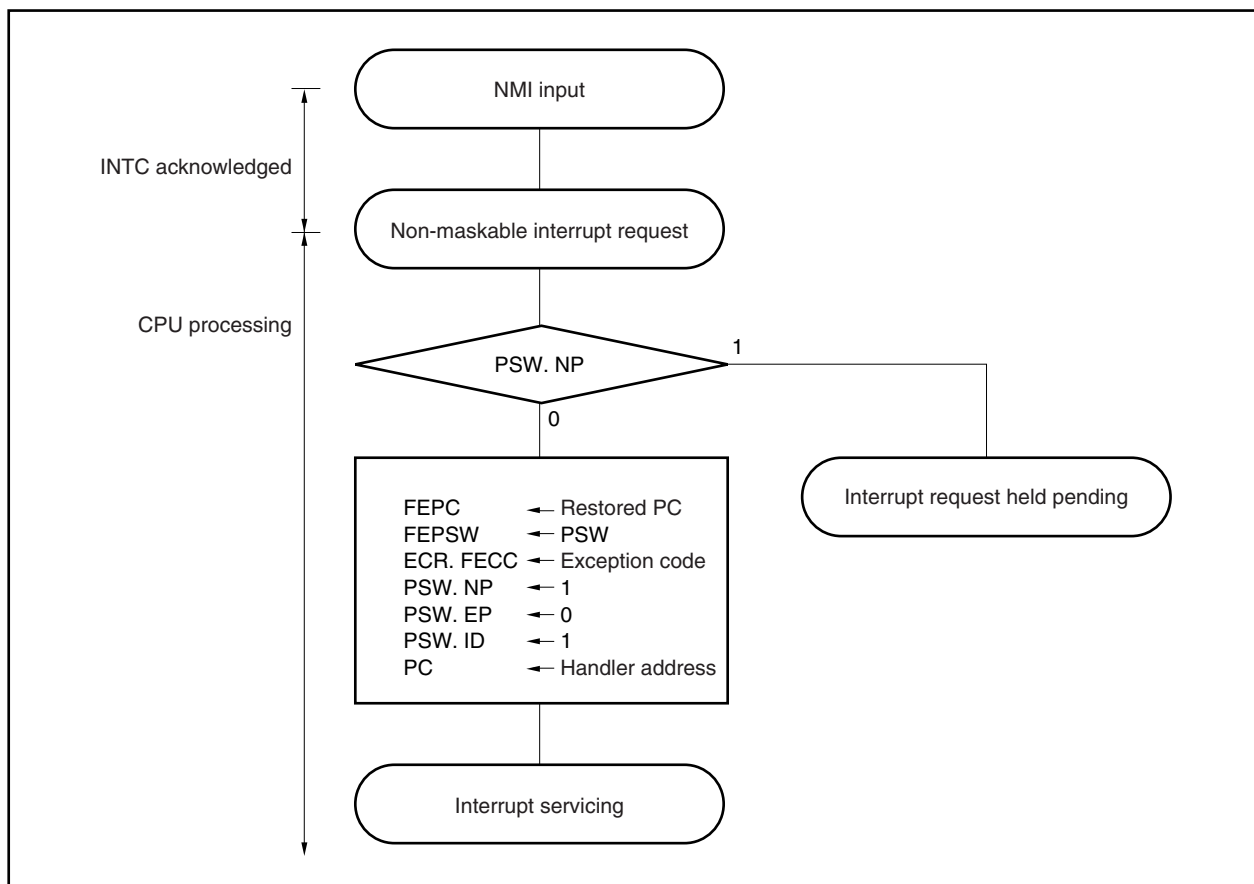 NMI input
INTC acknowledged
Non-maskable interrupt request
CPU processing
PSW. NP
1
0
FEPC ← Restored PC
FEPSW ← PSW
ECR. FECC ← Exception code
PSW. NP ← 1
PSW. EP ← 0
PSW. ID ← 1
PC ← Handler address
Interrupt request held pending
Interrupt servicing